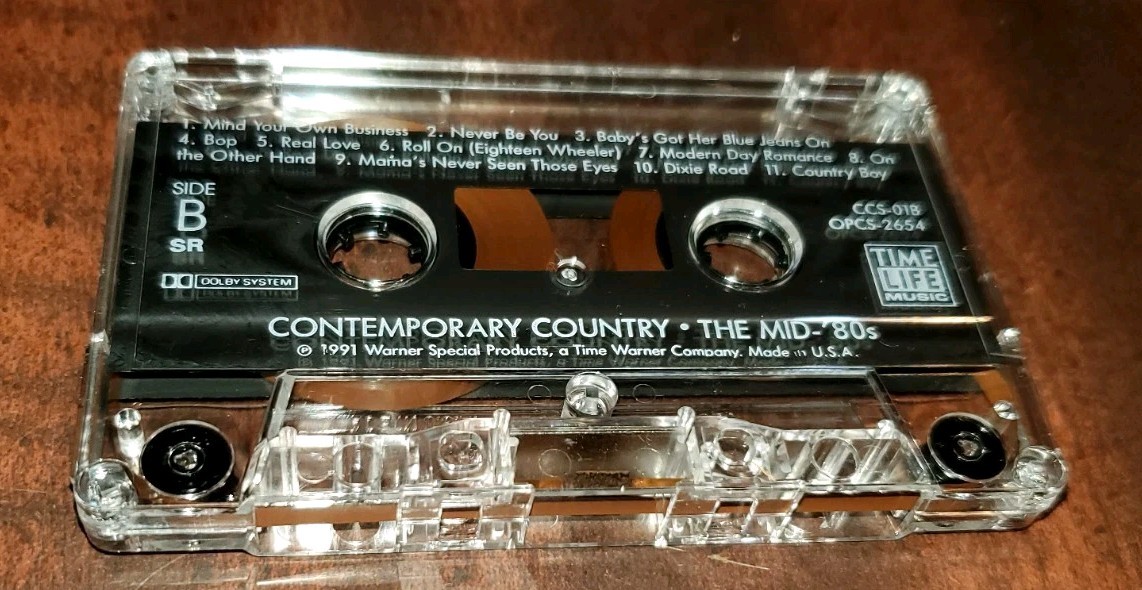 1. Mind Your Own Business 2. Never Be You 3. Baby's Got Her Blue Jeans On
4. Bop 5. Real Love 6. Roll On (Eighteen Wheeler) 7. Modern Day Romance 8. On
the Other Hand 9. Mama's Never Seen Those Eyes 10. Dixie Road 11. Country Boy
SIDE
B
SR
DOLBY SYSTEM
CCS-018
OPCS-2654
TIME
LIFE
MUSIC
CONTEMPORARY COUNTRY • THE MID-'80s
℗ 1991 Warner Special Products, a Time Warner Company. Made in U.S.A.